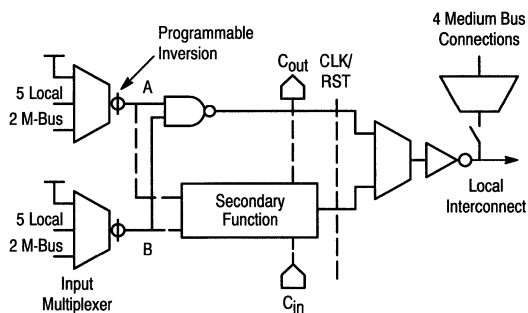 Programmable
Inversion
4 Medium Bus
Connections
Cout
CLK/
RST
A
5 Local
2 M-Bus
Secondary
Function
Local
Interconnect
5 Local
2 M-Bus
B
Input
Multiplexer
Cin